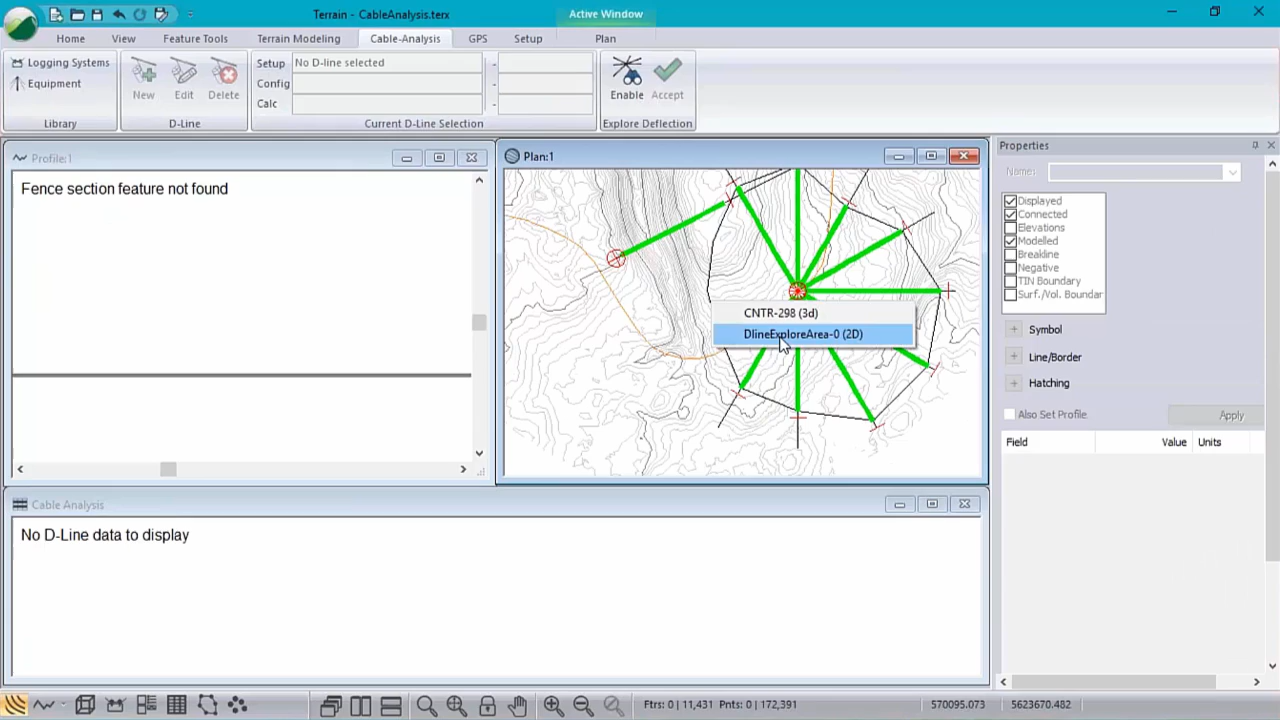 Terrain - CableAnalysis.terx
Active Window
Home View Feature Tools Terrain Modeling Cable-Analysis GPS Setup Plan
Logging Systems
Equipment
Library
New Edit Delete
D-Line
Setup No D-line selected -
Config -
Calc -
Current D-Line Selection
Enable Accept
Explore Deflection
Profile:1
Fence section feature not found
Plan:1
CNTR-298 (3d)
DlineExploreArea-0 (2D)
Cable Analysis
No D-Line data to display
Properties
Name:
Displayed
Connected
Elevations
Modelled
Breakline
Negative
TIN Boundary
Surf./Vol. Boundar
+ Symbol
+ Line/Border
+ Hatching
Also Set Profile.
Apply
Field Value Units
Ftrs: 0 | 11,431 Pnts: 0 | 172,391 570095.073 5623670.482